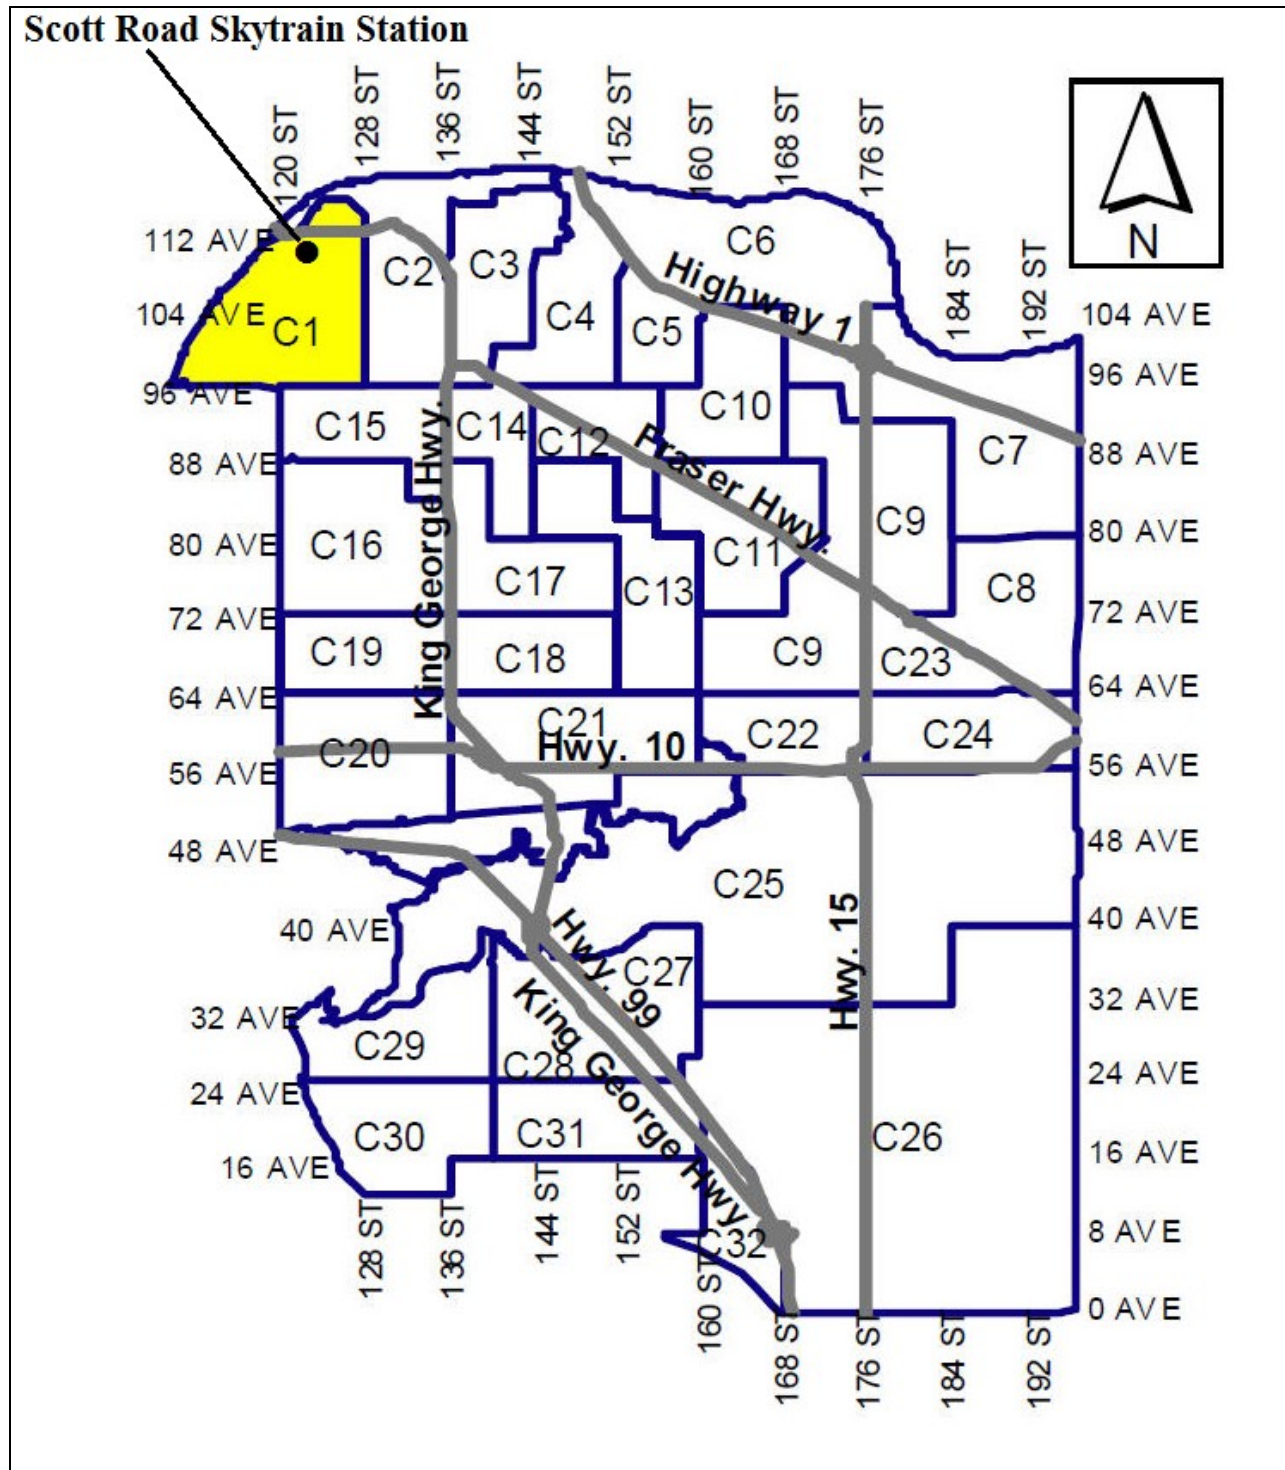 Scott Road Skytrain Station
120 ST
128 ST
136 ST
144 ST
152 ST
160 ST
168 ST
176 ST
N
112 AVE
C2
C3
C6
184 ST
192 ST
Highway 1
104 AVE
C1
C4
C5
104 AVE
96 AVE
96 AVE
C15
C14
C12
C10
C7
88 AVE
88 AVE
King George Hwy.
Fraser Hwy.
80 AVE
C16
C11
C9
80 AVE
C17
C13
C8
72 AVE
72 AVE
C19
C18
C9
C23
64 AVE
64 AVE
C20
C21
Hwy. 10
C22
C24
56 AVE
56 AVE
48 AVE
48 AVE
C25
40 AVE
40 AVE
Hwy. 99
Hwy. 15
C27
King George Hwy.
32 AVE
32 AVE
C29
C28
24 AVE
24 AVE
C30
C31
C26
16 AVE
16 AVE
128 ST
136 ST
144 ST
152 ST
C32
8 AVE
160 ST
0 AVE
168 ST
176 ST
184 ST
192 ST